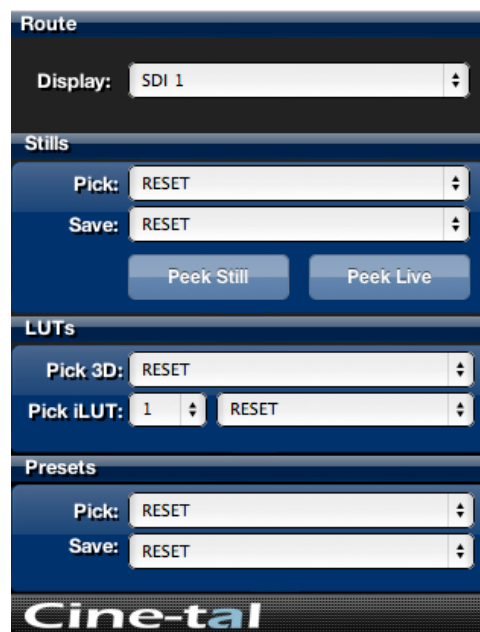 Route
Display: SDI 1
Stills
Pick: RESET
Save: RESET
Peek Still Peek Live
LUTs
Pick 3D: RESET
Pick iLUT: 1 RESET
Presets
Pick: RESET
Save: RESET
Cine-tal